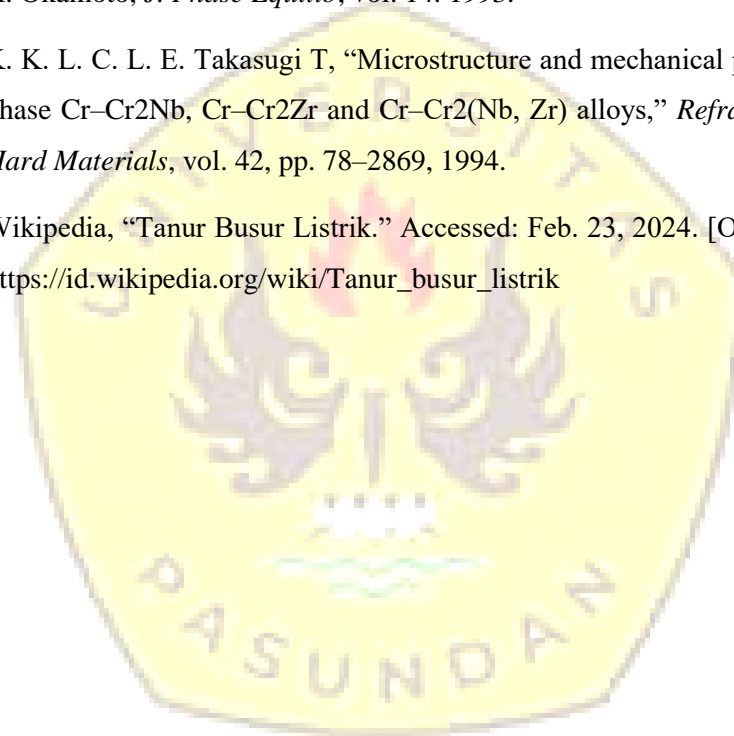 Okamoto, J. Phase Equilib, vol. 14. 1993.
K. K. L. C. L. E. Takasugi T, “Microstructure and mechanical p
hase Cr–Cr2Nb, Cr–Cr2Zr and Cr–Cr2(Nb, Zr) alloys,” Refra
Hard Materials, vol. 42, pp. 78–2869, 1994.
Wikipedia, “Tanur Busur Listrik.” Accessed: Feb. 23, 2024. [O
ttps://id.wikipedia.org/wiki/Tanur_busur_listrik
UNIVERSITAS
PASUNDAN